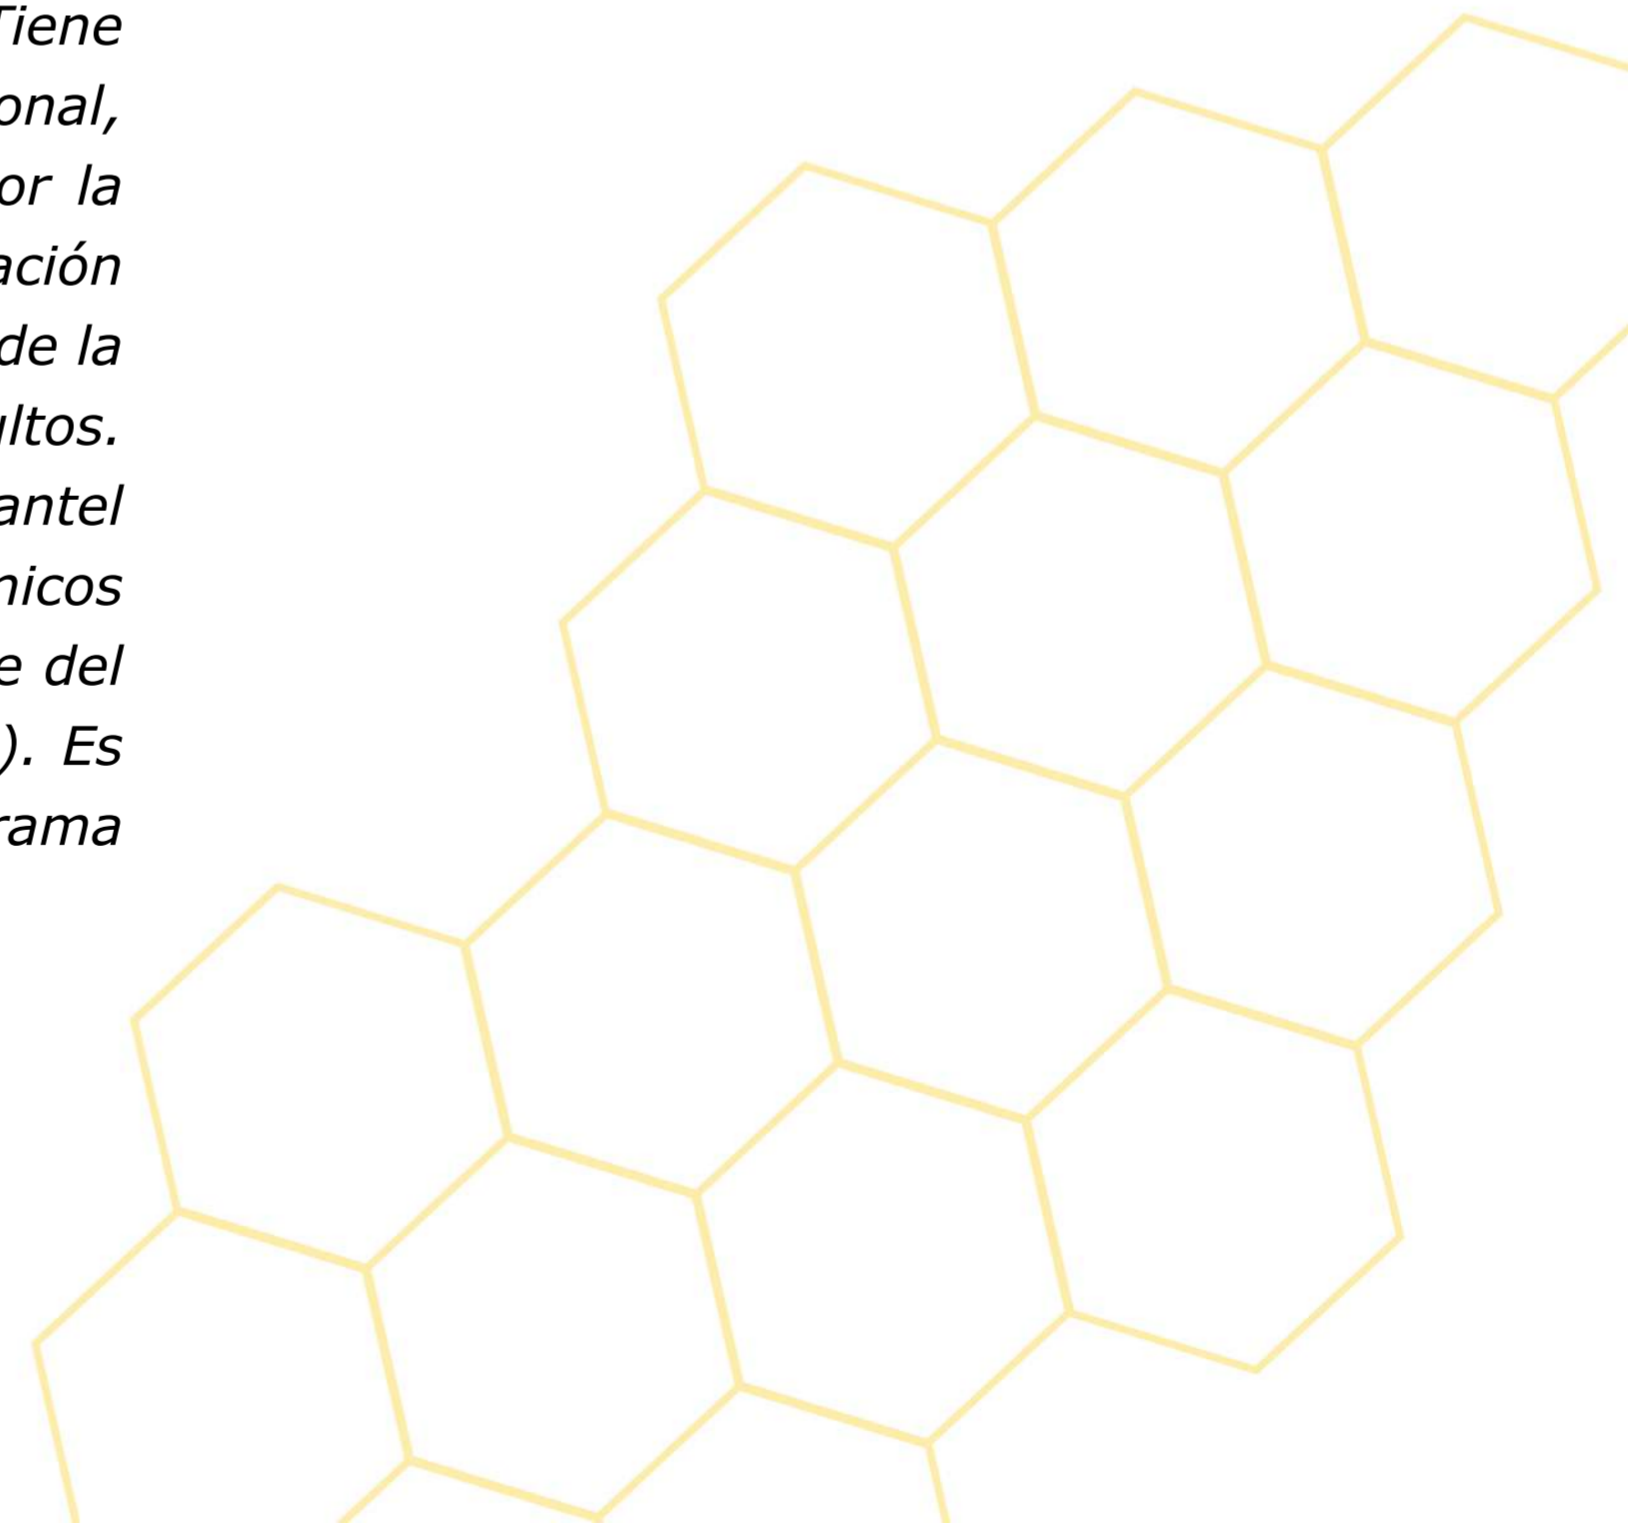 Tiene
onal,
or la
ación
de la
ultos.
antel
nicos
e del
). Es
rama